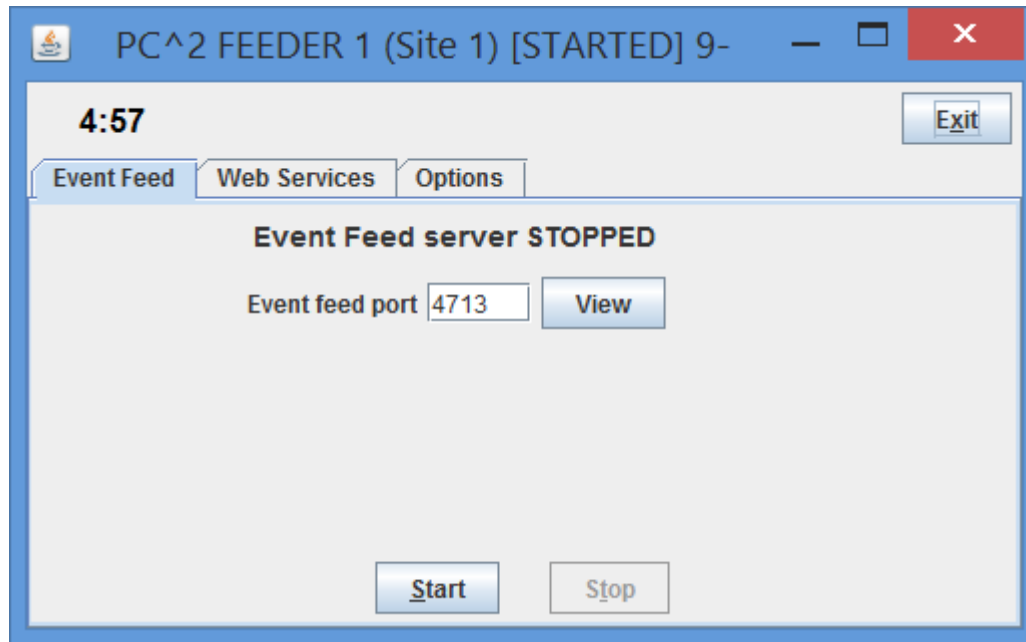 PC^2 FEEDER 1 (Site 1) [STARTED] 9-
4:57
Exit
Event Feed Web Services Options
Event Feed server STOPPED
Event feed port 4713 View
Start Stop